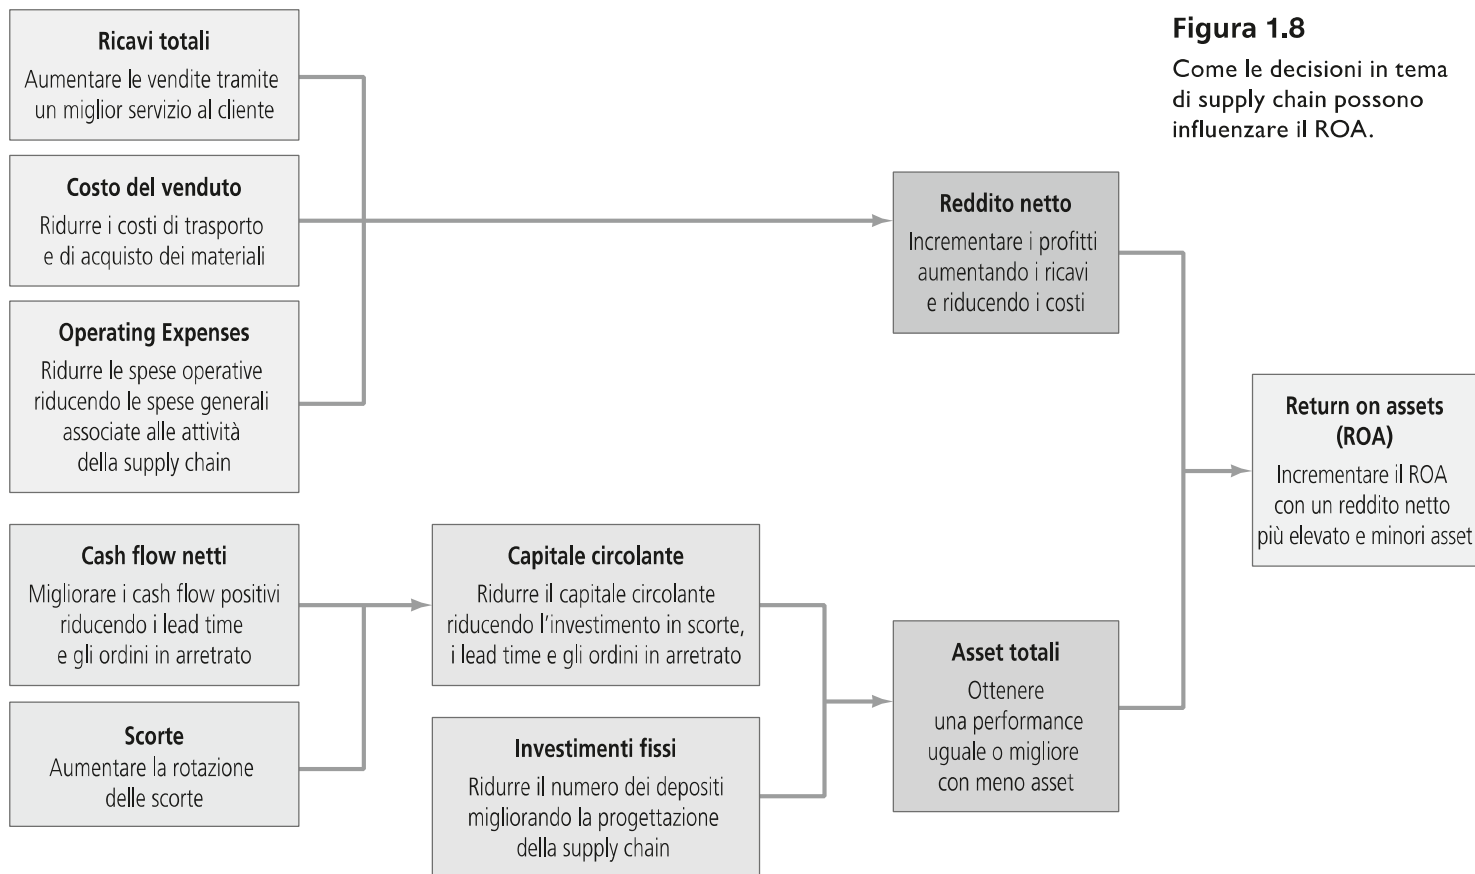 Figura 1.8
Come le decisioni in tema
di supply chain possono
influenzare il ROA.
Ricavi totali
Aumentare le vendite tramite
un miglior servizio al cliente
Costo del venduto
Ridurre i costi di trasporto
e di acquisto dei materiali
Operating Expenses
Ridurre le spese operative
riducendo le spese generali
associate alle attività
della supply chain
Reddito netto
Incrementare i profitti
aumentando i ricavi
e riducendo i costi
Return on assets
(ROA)
Incrementare il ROA
con un reddito netto
più elevato e minori asset
Cash flow netti
Migliorare i cash flow positivi
riducendo i lead time
e gli ordini in arretrato
Scorte
Aumentare la rotazione
delle scorte
Capitale circolante
Ridurre il capitale circolante
riducendo l'investimento in scorte,
i lead time e gli ordini in arretrato
Investimenti fissi
Ridurre il numero dei depositi
migliorando la progettazione
della supply chain
Asset totali
Ottenere
una performance
uguale o migliore
con meno asset